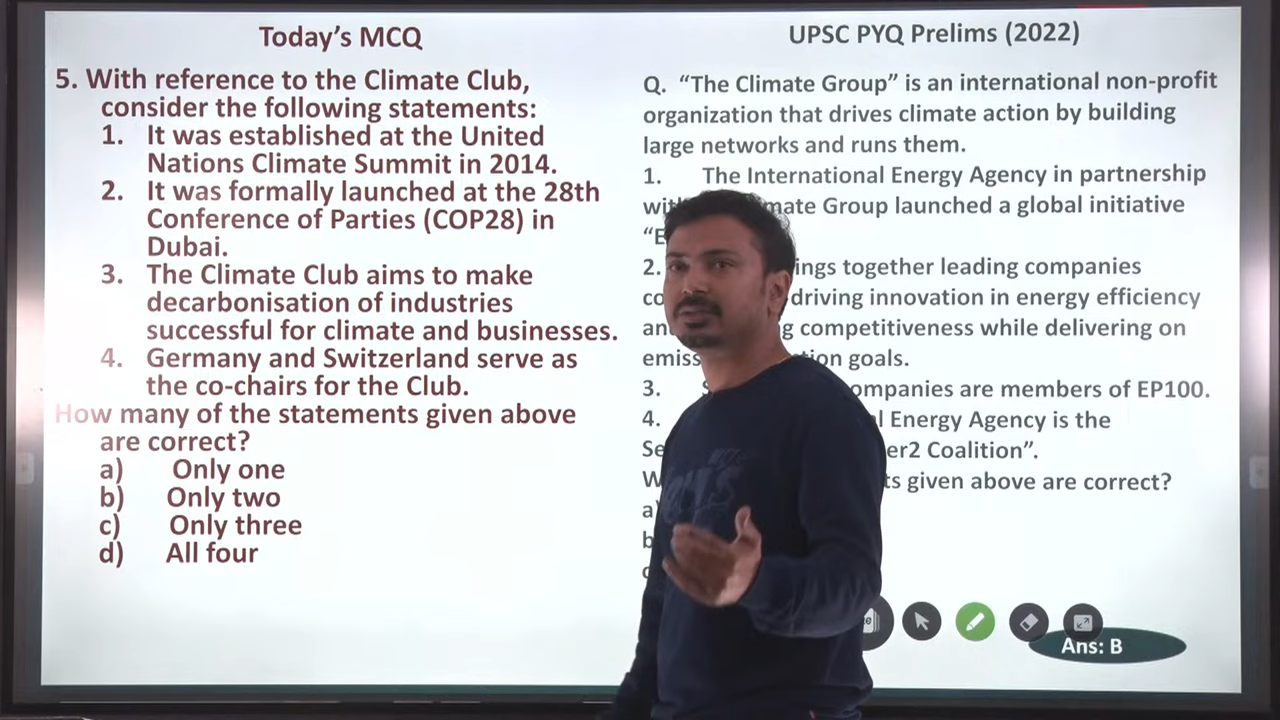 Today's MCQ
5. With reference to the Climate Club,
consider the following statements:
1. It was established at the United
Nations Climate Summit in 2014.
2. It was formally launched at the 28th
Conference of Parties (COP28) in
Dubai.
3. The Climate Club aims to make
decarbonisation of industries
successful for climate and businesses.
4. Germany and Switzerland serve as
the co-chairs for the Club.
How many of the statements given above
are correct?
a) Only one
b) Only two
c) Only three
d) All four
UPSC PYQ Prelims (2022)
Q. “The Climate Group” is an international non-profit
organization that drives climate action by building
large networks and runs them.
1. The International Energy Agency in partnership
Group launched a global initiative
2. together leading companies
driving innovation in energy efficiency
competitiveness while delivering on
goals.
3. companies are members of EP100.
4. Energy Agency is the
Coalition”.
given above are correct?
Ans: B